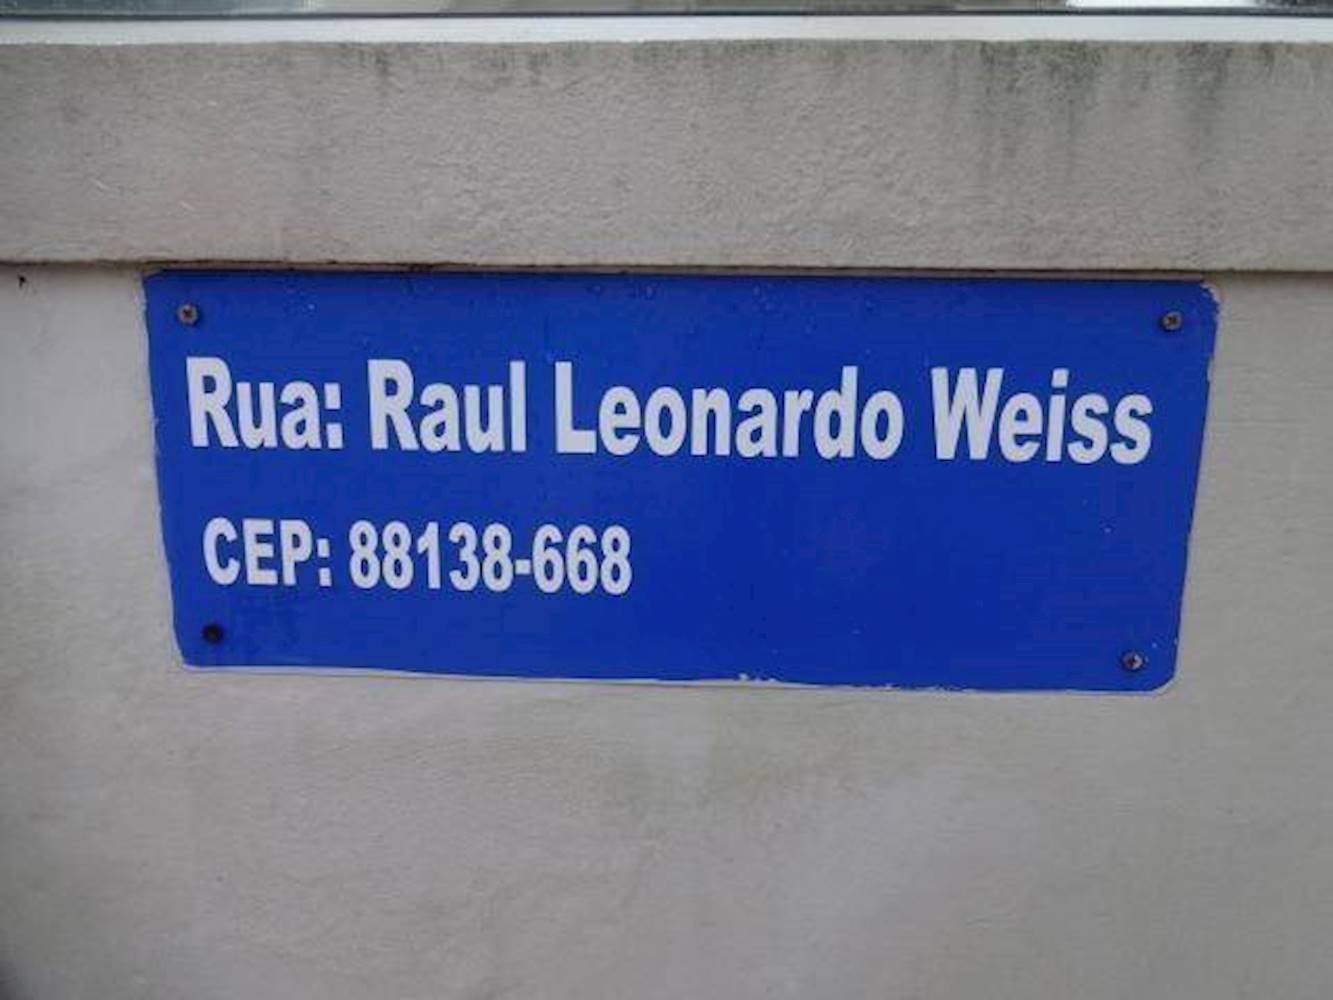 Rua: Raul Leonardo Weiss
CEP: 88138-668